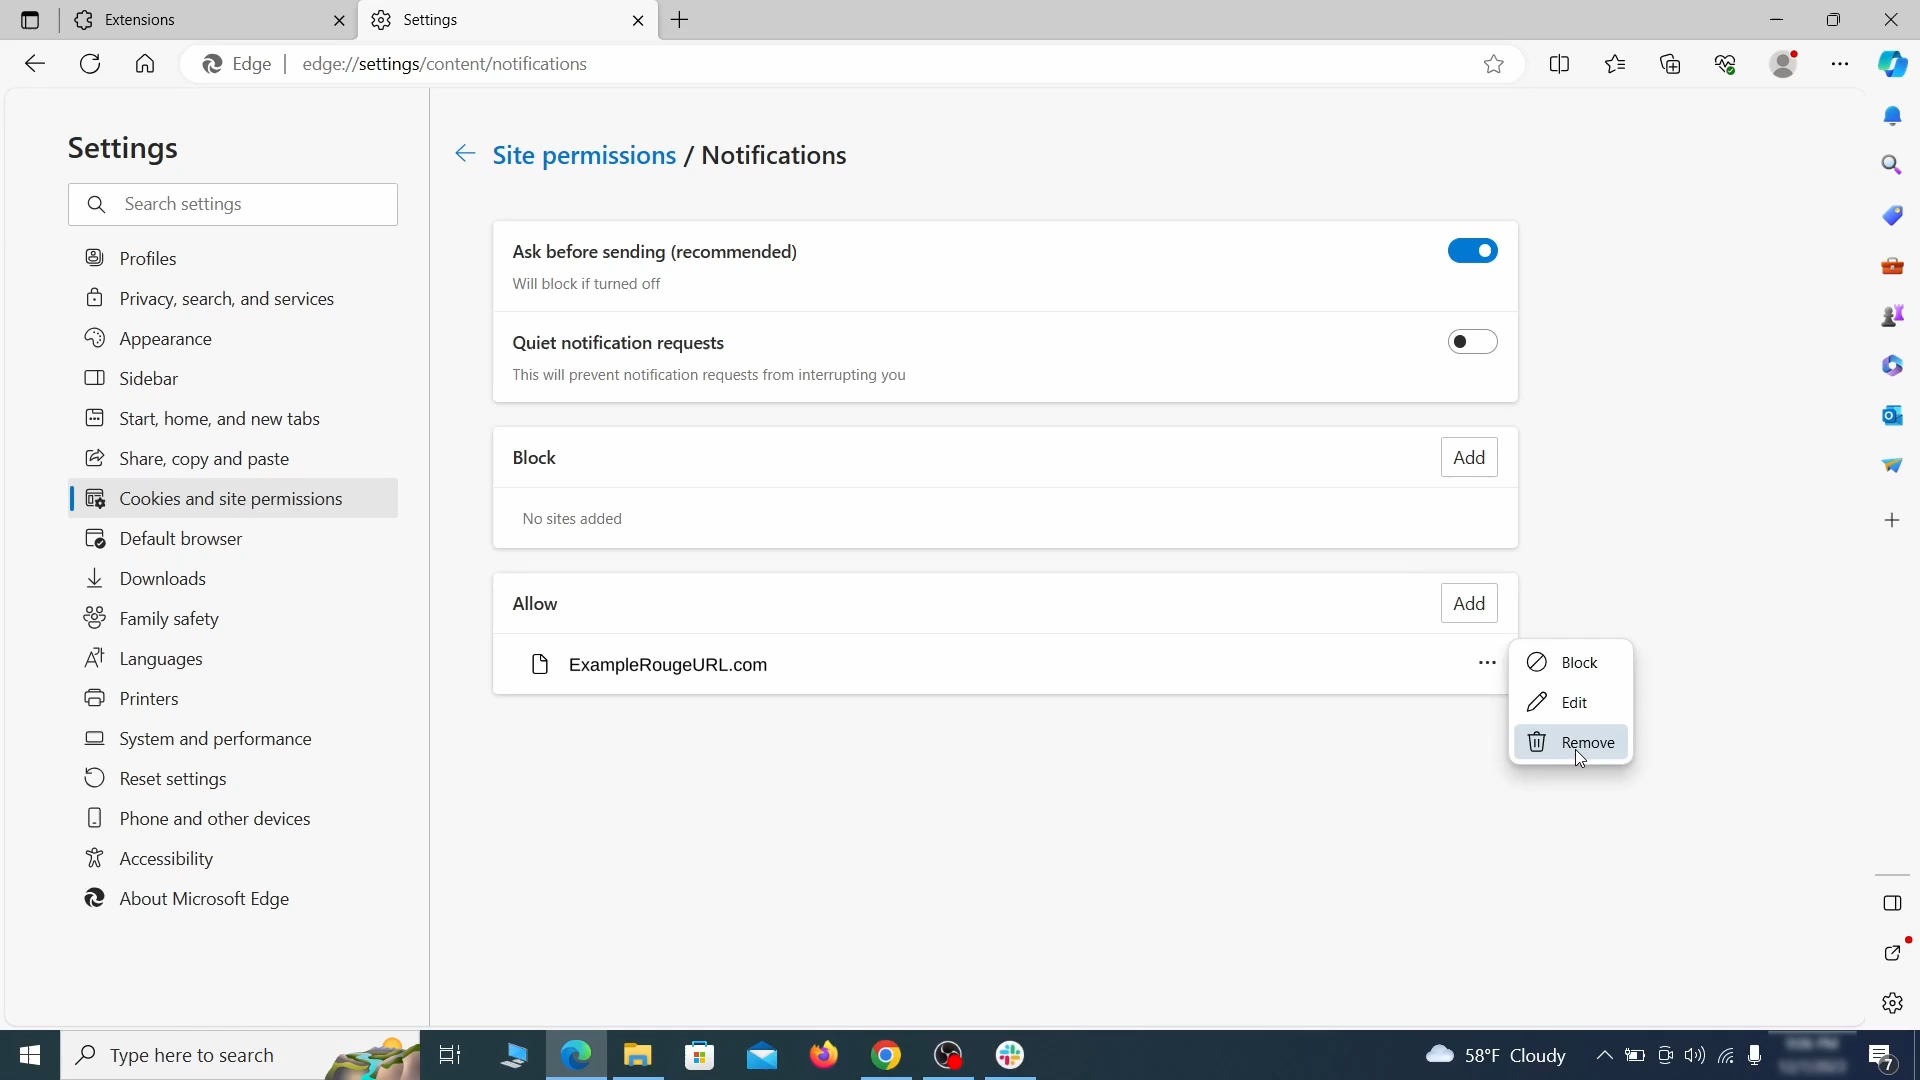 Extensions
Settings
Edge
edge://settings/content/notifications
Settings
Search settings
Profiles
Privacy, search, and services
Appearance
Sidebar
Start, home, and new tabs
Share, copy and paste
Cookies and site permissions
Default browser
Downloads
Family safety
Languages
Printers
System and performance
Reset settings
Phone and other devices
Accessibility
About Microsoft Edge
Site permissions / Notifications
Ask before sending (recommended)
Will block if turned off
Quiet notification requests
This will prevent notification requests from interrupting you
Block
Add
No sites added
Allow
Add
ExampleRougeURL.com
Block
Edit
Remove
Type here to search
58°F Cloudy
7